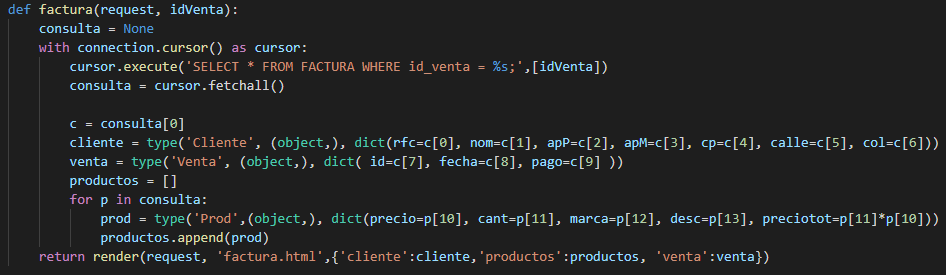 def factura(request, idVenta):
    consulta = None
    with connection.cursor() as cursor:
        cursor.execute('SELECT * FROM FACTURA WHERE id_venta = %s;',[idVenta])
        consulta = cursor.fetchall()

        c = consulta[0]
        cliente = type('Cliente', (object,), dict(rfc=c[0], nom=c[1], apP=c[2], apM=c[3], cp=c[4], calle=c[5], col=c[6]))
        venta = type('Venta', (object,), dict( id=c[7], fecha=c[8], pago=c[9] ))
        productos = []
        for p in consulta:
            prod = type('Prod',(object,), dict(precio=p[10], cant=p[11], marca=p[12], desc=p[13], preciotot=p[11]*p[10]))
            productos.append(prod)
    return render(request, 'factura.html',{'cliente':cliente,'productos':productos, 'venta':venta})